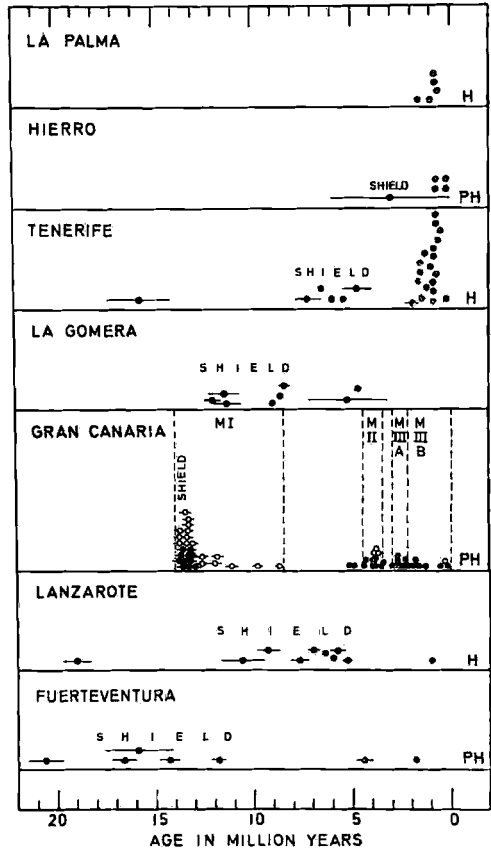 LA PALMA
H
HIERRO
SHIELD
PH
TENERIFE
SHIELD
H
LA GOMERA
SHIELD
GRAN CANARIA
MI
M II
M III A
M III B
SHIELD
PH
LANZAROTE
SHIELD
H
FUERTEVENTURA
SHIELD
PH
20 15 10 5 0
AGE IN MILLION YEARS